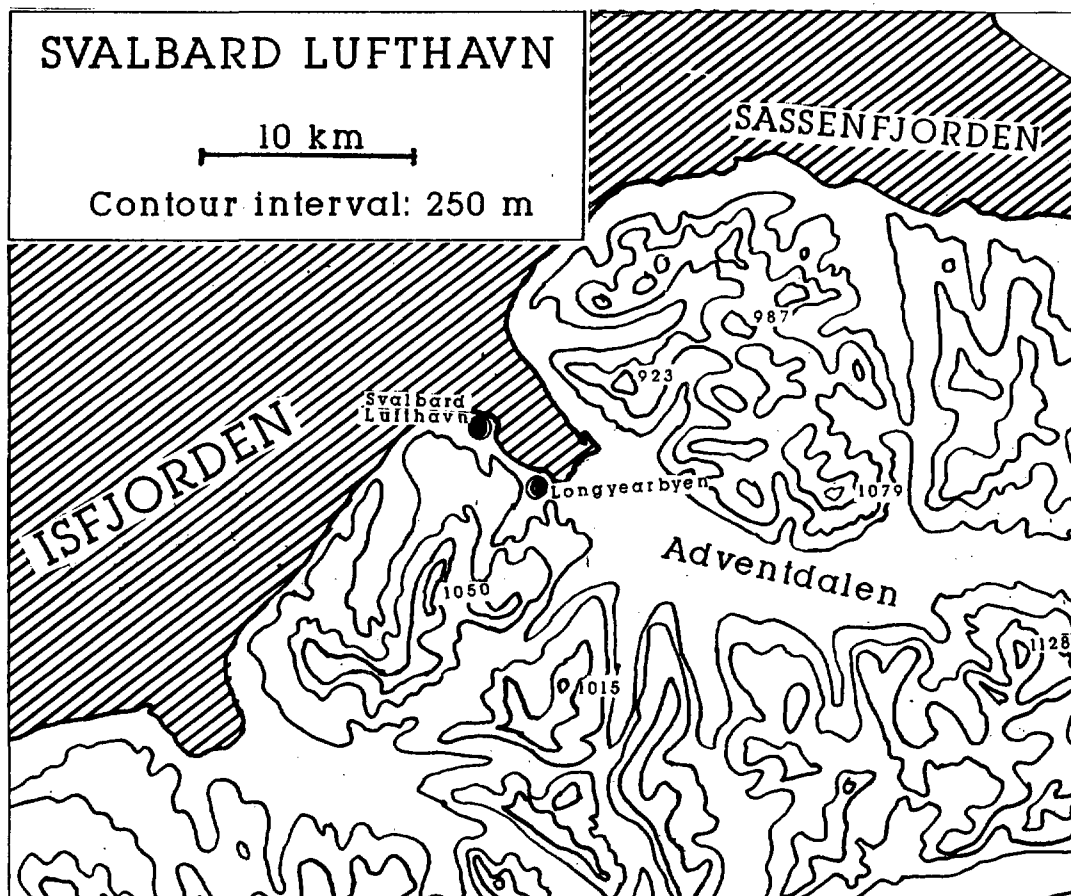 SVALBARD LUFTHAVN
10 km
Contour interval: 250 m
SASSENFJORDEN
987
923
Svalbard
Lufthavn
ISFJORDEN
Longyearbyen
1079
Adventdalen
1050
1128
1015